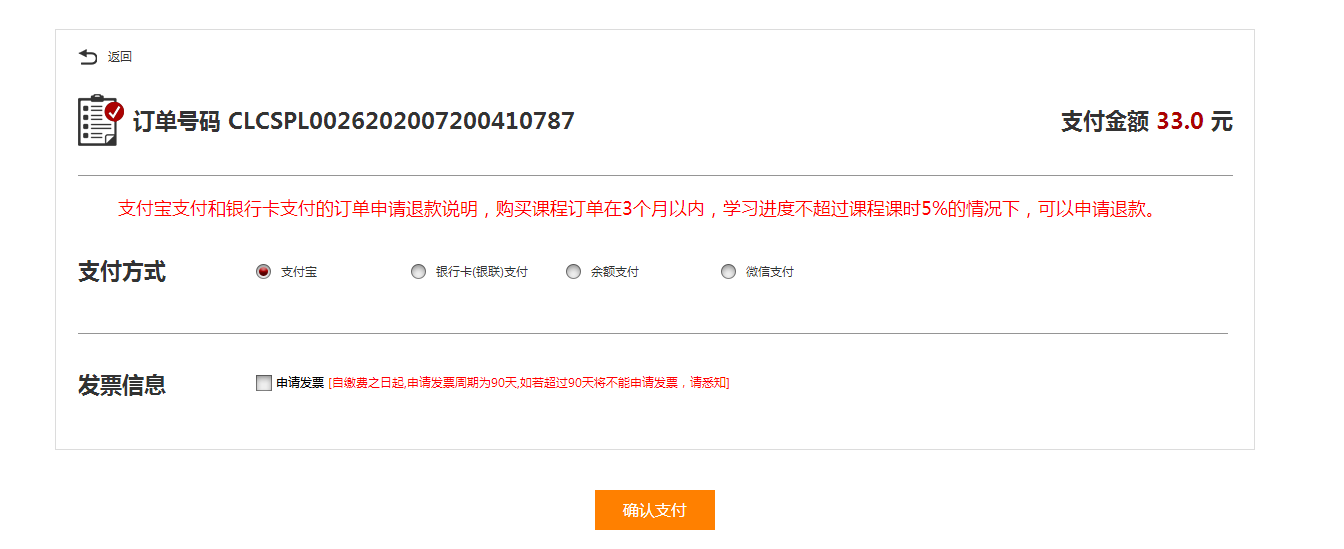 返回
订单号码 CLCSPL0026202007200410787
支付金额 33.0 元
支付宝支付和银行卡支付的订单申请退款说明，购买课程订单在3个月以内，学习进度不超过课程课时5%的情况下，可以申请退款。
支付方式 支付宝 银行卡(银联)支付 余额支付 微信支付
发票信息 申请发票 [自缴费之日起,申请发票周期为90天,如若超过90天将不能申请发票，请悉知]
确认支付